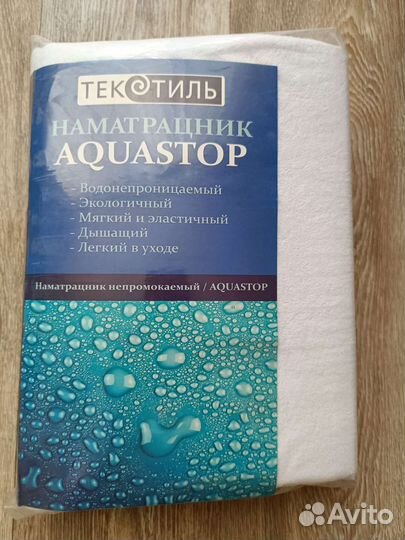 ТЕКСТИЛЬ
НАМАТРАЦНИК
AQUASTOP
- Водонепроницаемый
- Экологичный
- Мягкий и эластичный
- Дышащий
- Легкий в уходе
Наматрацник непромокаемый / AQUASTOP
Avito